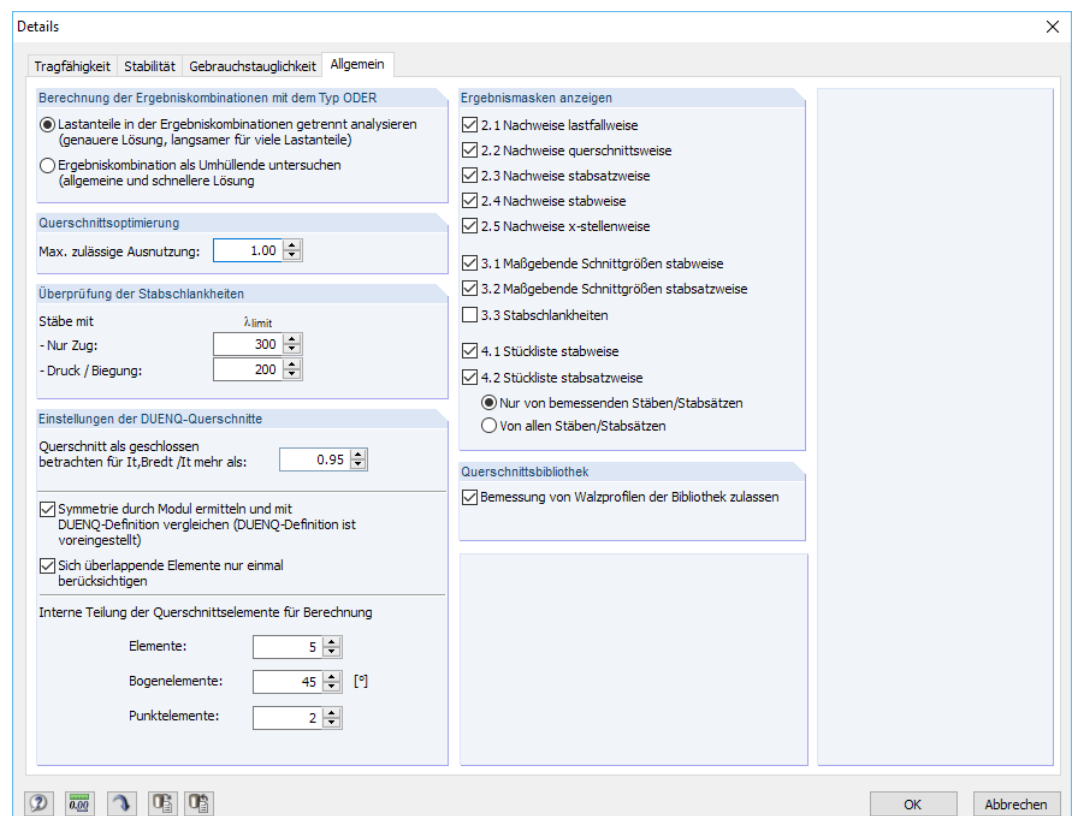 Details
Tragfähigkeit Stabilität Gebrauchstauglichkeit Allgemein
Berechnung der Ergebniskombinationen mit dem Typ ODER
Lastanteile in der Ergebniskombinationen getrennt analysieren
(genauere Lösung, langsamer für viele Lastanteile)
Ergebniskombination als Umhüllende untersuchen
(allgemeine und schnellere Lösung
Querschnittsoptimierung
Max. zulässige Ausnutzung: 1.00
Überprüfung der Stabschlankheiten
Stäbe mit λlimit
- Nur Zug: 300
- Druck / Biegung: 200
Einstellungen der DUENQ-Querschnitte
Querschnitt als geschlossen
betrachten für It,Bredt /It mehr als: 0.95
Symmetrie durch Modul ermitteln und mit
DUENQ-Definition vergleichen (DUENQ-Definition ist
voreingestellt)
Sich überlappende Elemente nur einmal
berücksichtigen
Interne Teilung der Querschnittselemente für Berechnung
Elemente: 5
Bogenelemente: 45 [°]
Punktelemente: 2
Ergebnismasken anzeigen
2.1 Nachweise lastfallweise
2.2 Nachweise querschnittsweise
2.3 Nachweise stabsatzweise
2.4 Nachweise stabweise
2.5 Nachweise x-stellenweise
3.1 Maßgebende Schnittgrößen stabweise
3.2 Maßgebende Schnittgrößen stabsatzweise
3.3 Stabschlankheiten
4.1 Stückliste stabweise
4.2 Stückliste stabsatzweise
Nur von bemessenden Stäben/Stabsätzen
Von allen Stäben/Stabsätzen
Querschnittsbibliothek
Bemessung von Walzprofilen der Bibliothek zulassen
0.00
OK Abbrechen